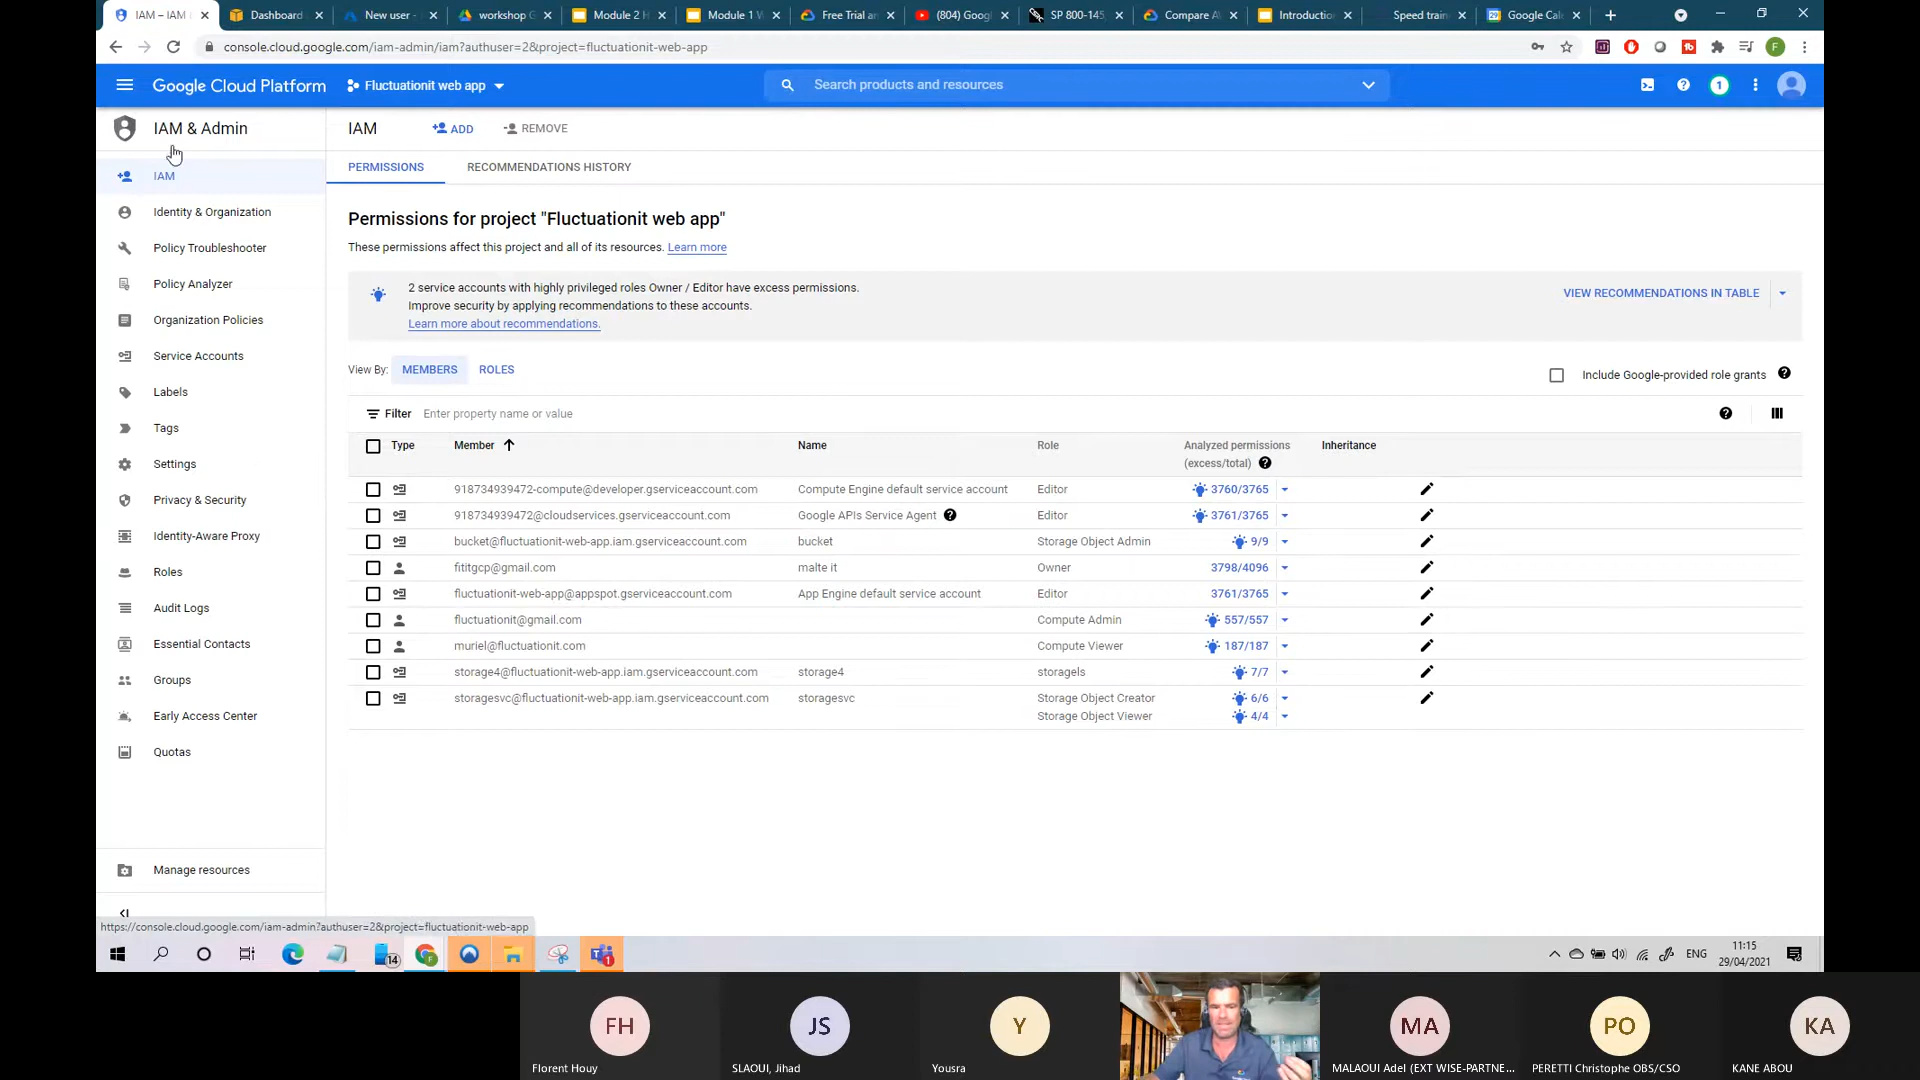 IAM – IAM &
Dashboard
New user -
workshop G
Module 2 H
Module 1 W
Free Trial an
(804) Googl
SP 800-145,
Compare A
Introduction
Speed train
Google Cal
console.cloud.google.com/iam-admin/iam?authuser=2&project=fluctuationit-web-app
F
Google Cloud Platform
Fluctuationit web app
Search products and resources
1
IAM & Admin
IAM
Identity & Organization
Policy Troubleshooter
Policy Analyzer
Organization Policies
Service Accounts
Labels
Tags
Settings
Privacy & Security
Identity-Aware Proxy
Roles
Audit Logs
Essential Contacts
Groups
Early Access Center
Quotas
Manage resources
IAM
ADD
REMOVE
PERMISSIONS
RECOMMENDATIONS HISTORY
Permissions for project "Fluctuationit web app"
These permissions affect this project and all of its resources. Learn more
2 service accounts with highly privileged roles Owner / Editor have excess permissions.
Improve security by applying recommendations to these accounts.
Learn more about recommendations.
VIEW RECOMMENDATIONS IN TABLE
View By: MEMBERS ROLES
Include Google-provided role grants
Filter Enter property name or value
Type Member Name Role Analyzed permissions (excess/total) Inheritance
918734939472-compute@developer.gserviceaccount.com Compute Engine default service account Editor 3760/3765
918734939472@cloudservices.gserviceaccount.com Google APIs Service Agent Editor 3761/3765
bucket@fluctuationit-web-app.iam.gserviceaccount.com bucket Storage Object Admin 9/9
fititgcp@gmail.com malte it Owner 3798/4096
fluctuationit-web-app@appspot.gserviceaccount.com App Engine default service account Editor 3761/3765
fluctuationit@gmail.com Compute Admin 557/557
muriel@fluctuationit.com Compute Viewer 187/187
storage4@fluctuationit-web-app.iam.gserviceaccount.com storage4 storagels 7/7
storagesvc@fluctuationit-web-app.iam.gserviceaccount.com storagesvc Storage Object Creator 6/6
Storage Object Viewer 4/4
https://console.cloud.google.com/iam-admin?authuser=2&project=fluctuationit-web-app
14
1
ENG
11:15
29/04/2021
FH
JS
Y
MA
PO
KA
Florent Houy
SLAOUI, Jihad
Yousra
MALAOUI Adel (EXT WISE-PARTNE...
PERETTI Christophe OBS/CSO
KANE ABOU